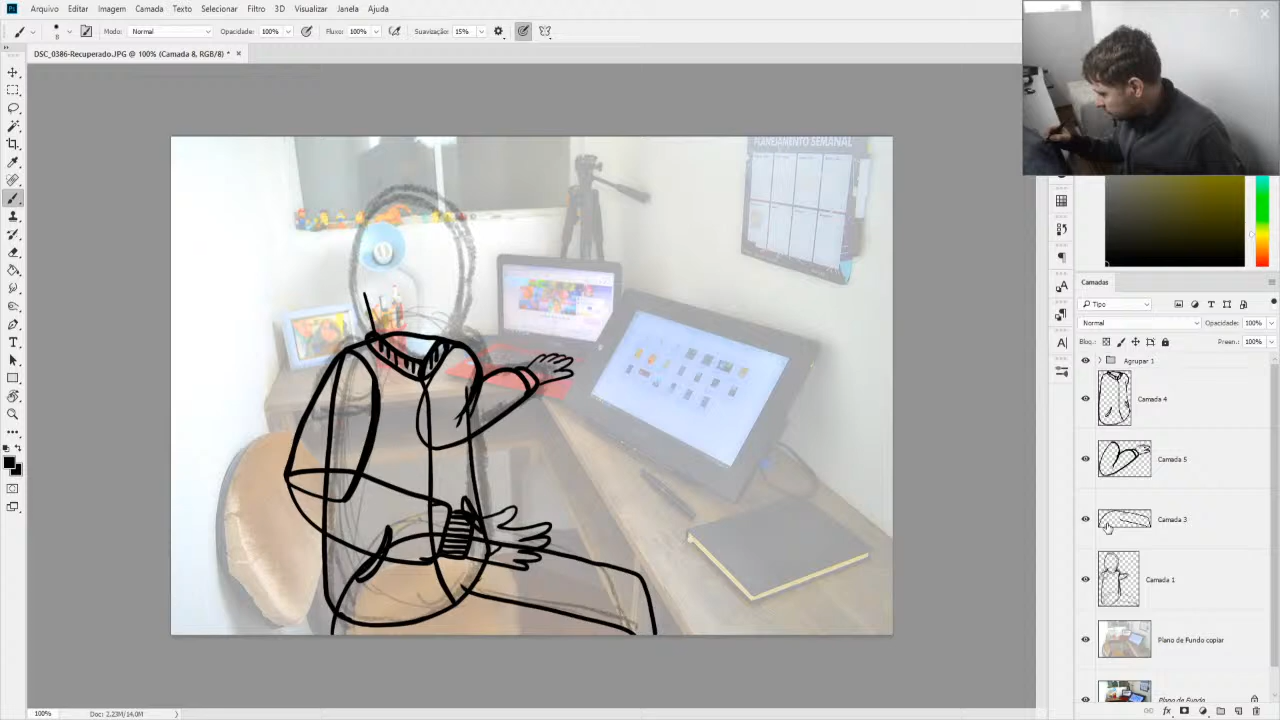 Arquivo Editar Imagem Camada Texto Selecionar Filtro 3D Visualizar Janela Ajuda
Modo: Normal Opacidade: 100% Fluxo: 100% Suavização: 15%
DSC_0386-Recuperado.JPG @ 100% (Camada 8, RGB/8) * ×
PLANEJAMENTO SEMANAL
Camadas
Tipo
Normal Opacidade: 100%
Bloq.: Preen.: 100%
Agrupar 1
Camada 4
Camada 5
Camada 3
Camada 1
Plano de Fundo copiar
Plano de Fundo
100% Doc: 2,23M/14,0M